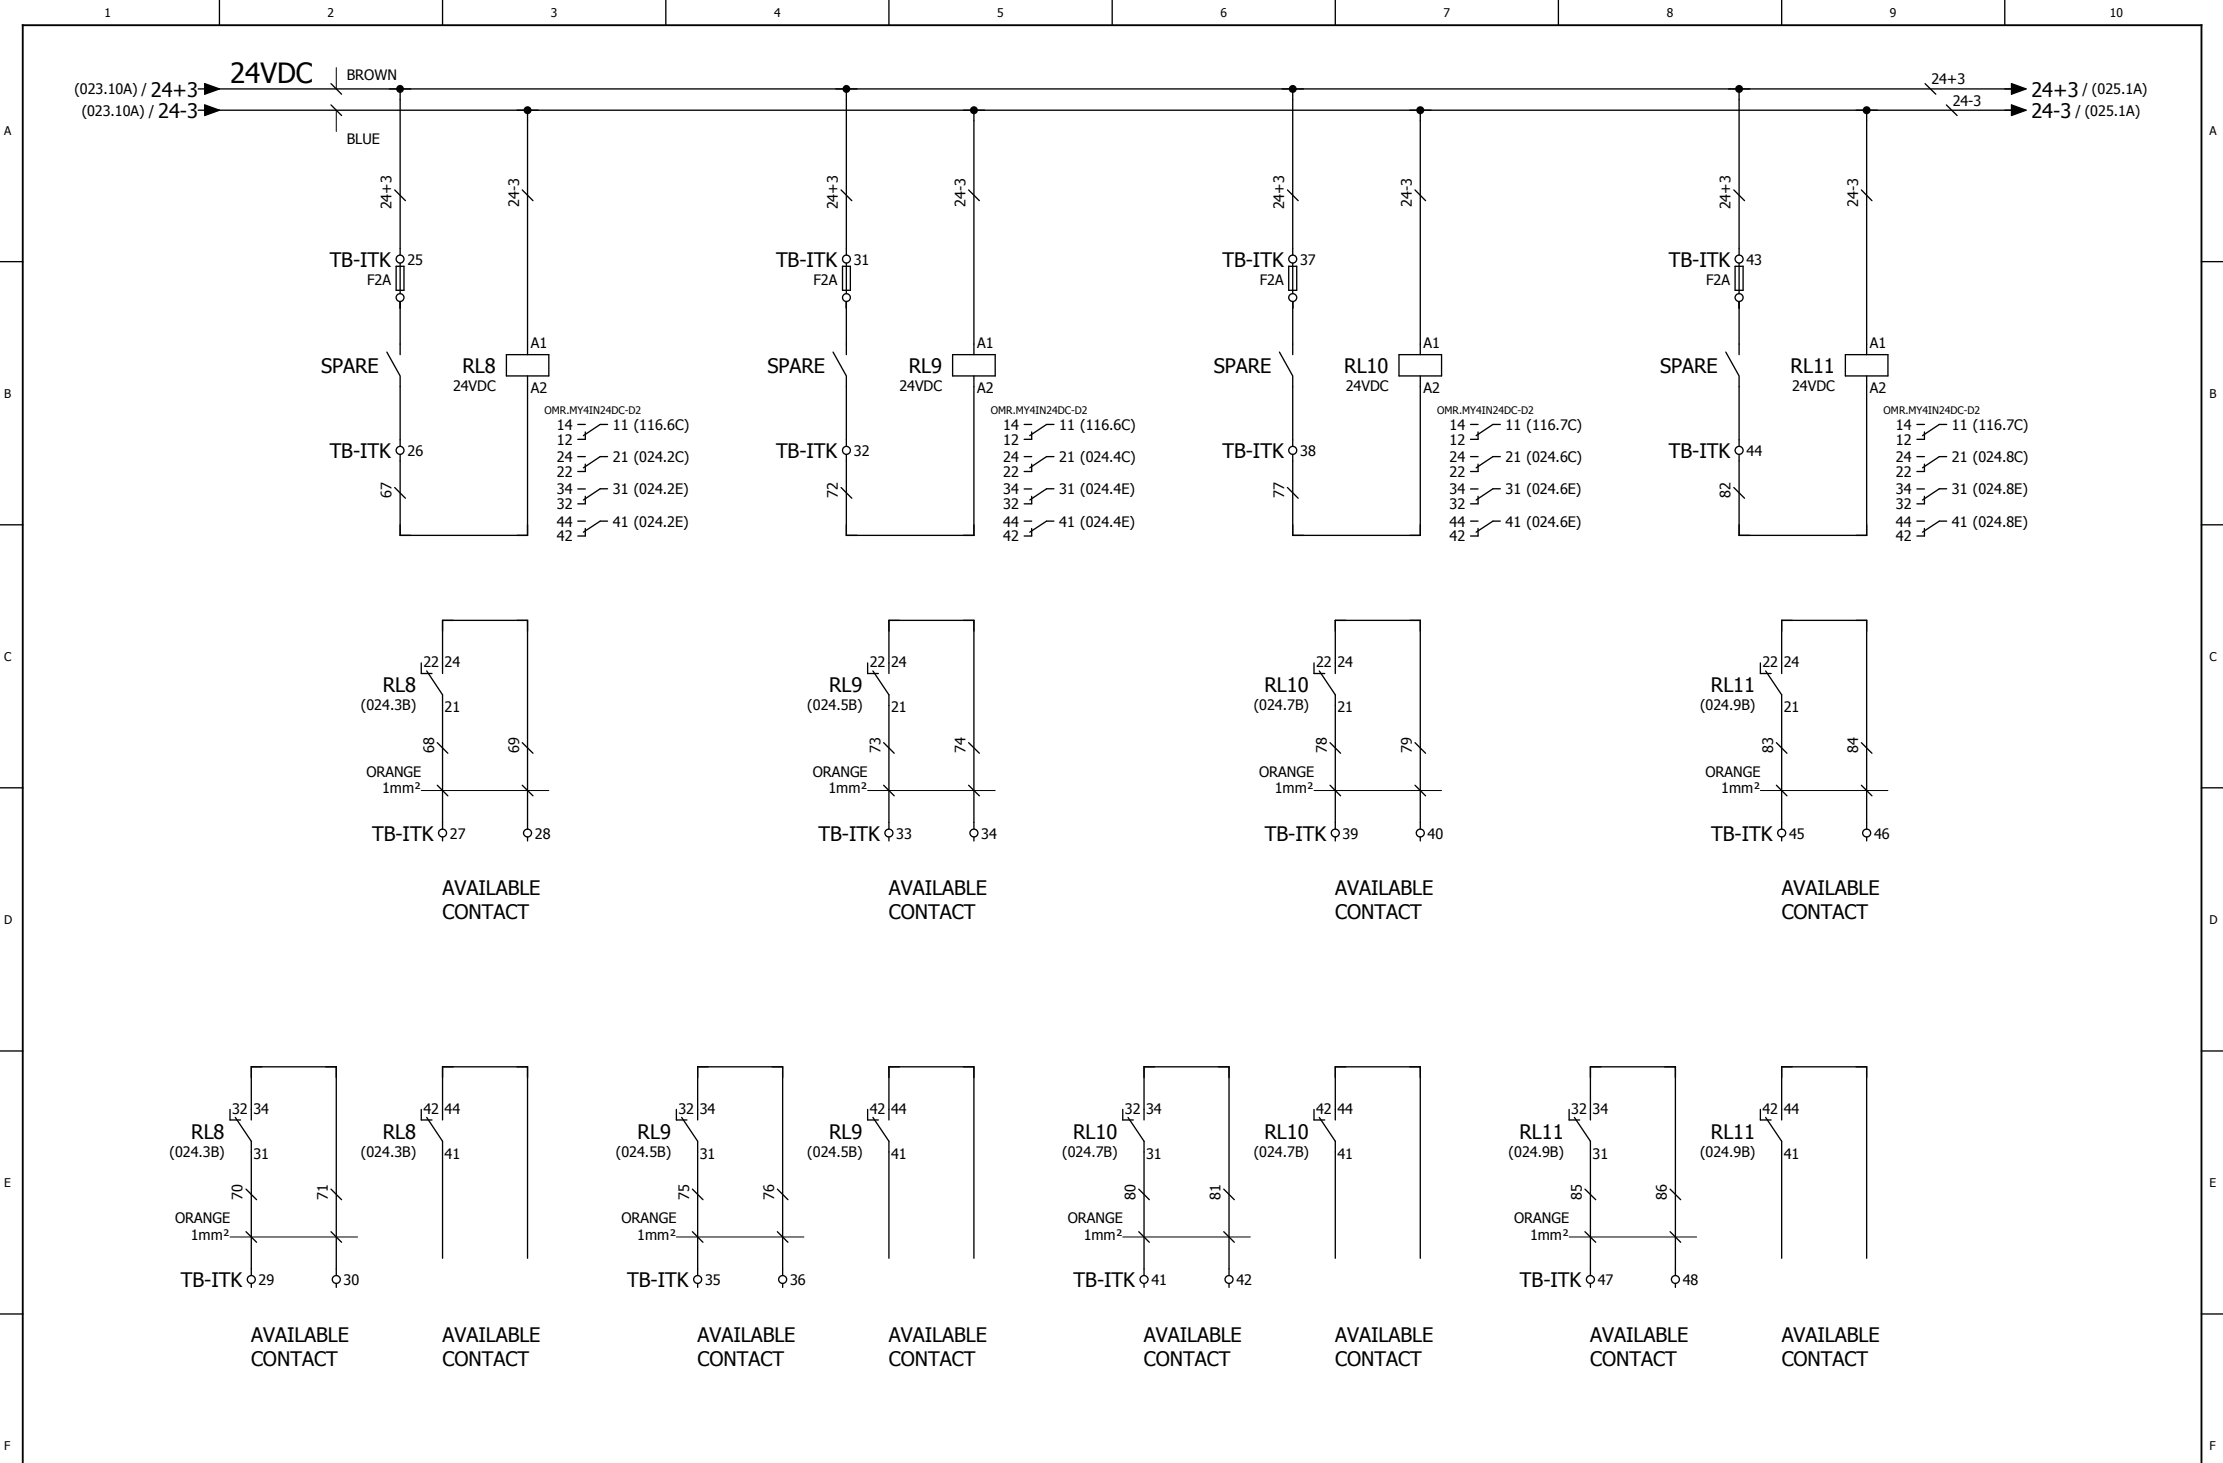 1 2 3 4 5 6 7 8 9 10
24VDC BROWN
(023.10A) / 24+3 24+3 24+3 / (025.1A)
(023.10A) / 24-3 24-3 24-3 / (025.1A)
A A
BLUE
24+3 24-3 24+3 24-3 24+3 24-3 24+3 24-3
TB-ITK 25 TB-ITK 31 TB-ITK 37 TB-ITK 43
F2A F2A F2A F2A
A1 A1 A1 A1
SPARE RL8 SPARE RL9 SPARE RL10 SPARE RL11
24VDC A2 24VDC A2 24VDC A2 24VDC A2
B B
OMR.MY4IN24DC-D2 OMR.MY4IN24DC-D2 OMR.MY4IN24DC-D2 OMR.MY4IN24DC-D2
14 11 (116.6C) 14 11 (116.6C) 14 11 (116.7C) 14 11 (116.7C)
12 12 12 12
TB-ITK 26 24 21 (024.2C) TB-ITK 32 24 21 (024.4C) TB-ITK 38 24 21 (024.6C) TB-ITK 44 24 21 (024.8C)
22 22 22 22
67 34 31 (024.2E) 72 34 31 (024.4E) 77 34 31 (024.6E) 82 34 31 (024.8E)
32 32 32 32
44 41 (024.2E) 44 41 (024.4E) 44 41 (024.6E) 44 41 (024.8E)
42 42 42 42
C C
22 24 22 24 22 24 22 24
RL8 RL9 RL10 RL11
(024.3B) 21 (024.5B) 21 (024.7B) 21 (024.9B) 21
68 69 73 74 78 79 83 84
ORANGE ORANGE ORANGE ORANGE
1mm² 1mm² 1mm² 1mm²
TB-ITK 27 28 TB-ITK 33 34 TB-ITK 39 40 TB-ITK 45 46
AVAILABLE AVAILABLE AVAILABLE AVAILABLE
CONTACT CONTACT CONTACT CONTACT
D D
32 34 42 44 32 34 42 44 32 34 42 44 32 34 42 44
RL8 RL8 RL9 RL9 RL10 RL10 RL11 RL11
(024.3B) 31 (024.3B) 41 (024.5B) 31 (024.5B) 41 (024.7B) 31 (024.7B) 41 (024.9B) 31 (024.9B) 41
E E
70 71 75 76 80 81 85 86
ORANGE ORANGE ORANGE ORANGE
1mm² 1mm² 1mm² 1mm²
TB-ITK 29 30 TB-ITK 35 36 TB-ITK 41 42 TB-ITK 47 48
AVAILABLE AVAILABLE AVAILABLE AVAILABLE AVAILABLE AVAILABLE AVAILABLE AVAILABLE
CONTACT CONTACT CONTACT CONTACT CONTACT CONTACT CONTACT CONTACT
F F